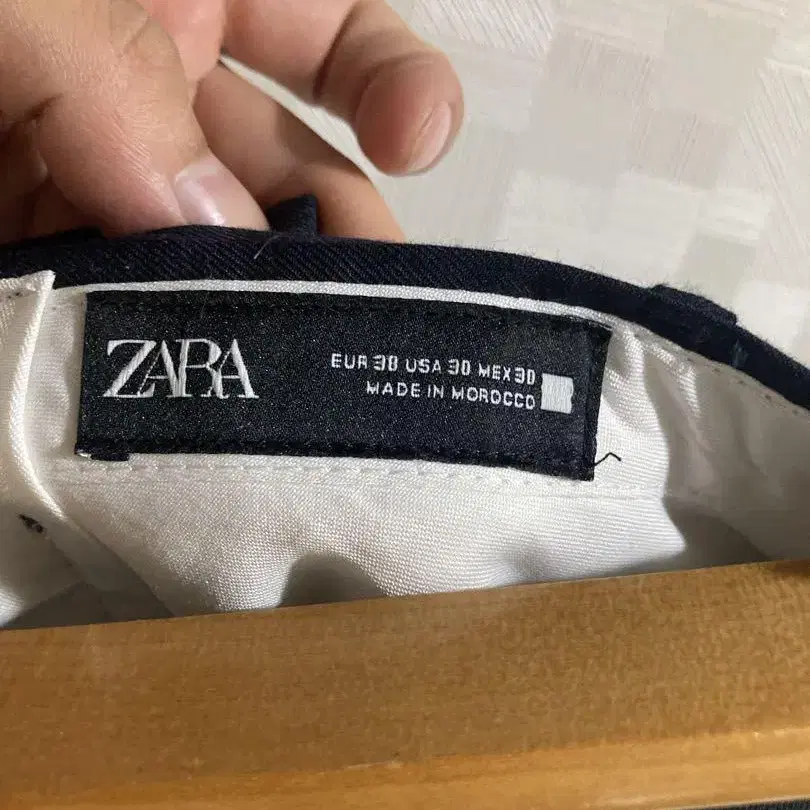 ZARA
EUR 30 USA 30 MEX 30
MADE IN MOROCCO